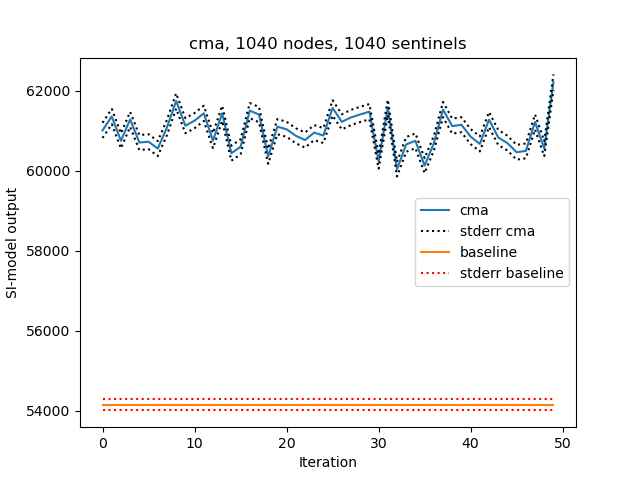 cma, 1040 nodes, 1040 sentinels
SI-model output
62000
60000
58000
56000
54000
cma
stderr cma
baseline
stderr baseline
0
10
20
30
40
50
Iteration